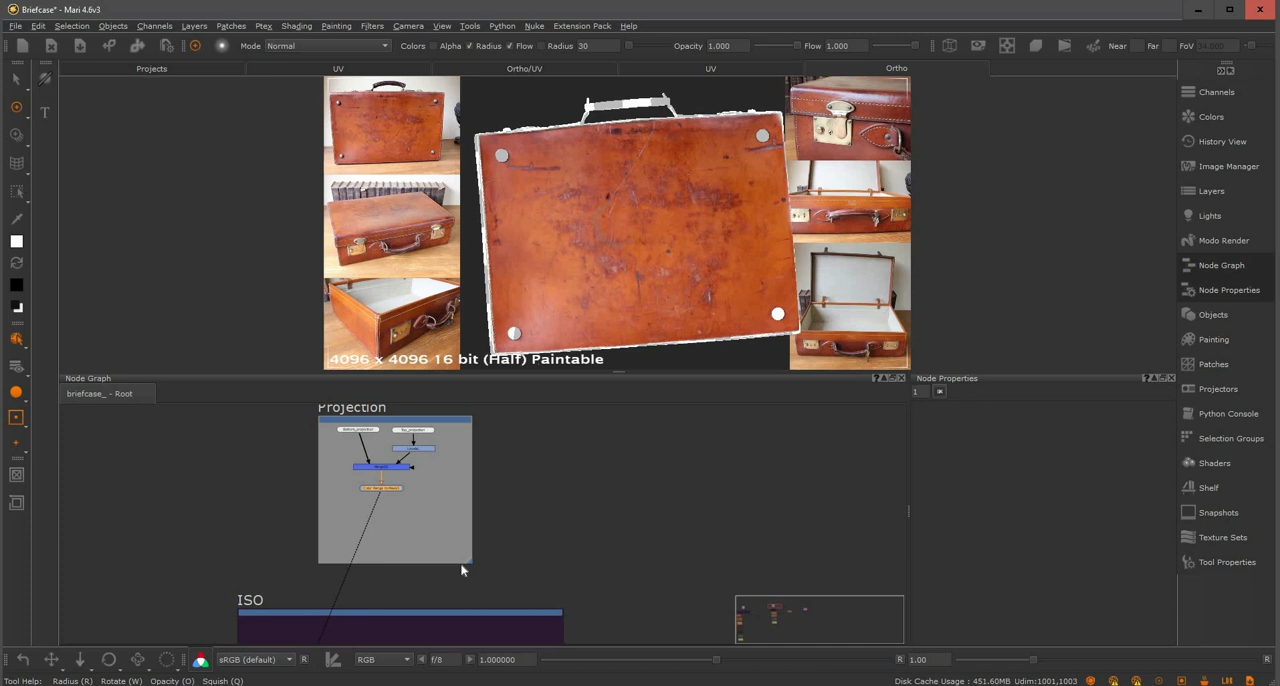 Briefcase* - Mari 4.6v3
File Edit Selection Objects Channels Layers Patches Ptex Shading Painting Filters Camera View Tools Python Nuke Extension Pack Help
Mode Normal Colors Alpha Radius Flow Radius 30 Opacity 1.000 Flow 1.000 Near Far FoV 34.000
Projects UV Ortho/UV UV Ortho
Channels
Colors
History View
Image Manager
Layers
Lights
Modo Render
Node Graph
Node Properties
Objects
Painting
Patches
Projectors
Python Console
Selection Groups
Shaders
Shelf
Snapshots
Texture Sets
Tool Properties
T
4096 x 4096 16 bit (Half) Paintable
Node Graph
Node Properties
briefcase_ - Root
1
Projection
Bottom_projection
Top_projection
ISO
sRGB (default) R RGB f/8 1.000000 R 1.00 R
Tool Help: Radius (R) Rotate (W) Opacity (O) Squish (Q)
Disk Cache Usage : 451.60MB Udim:1001,1003